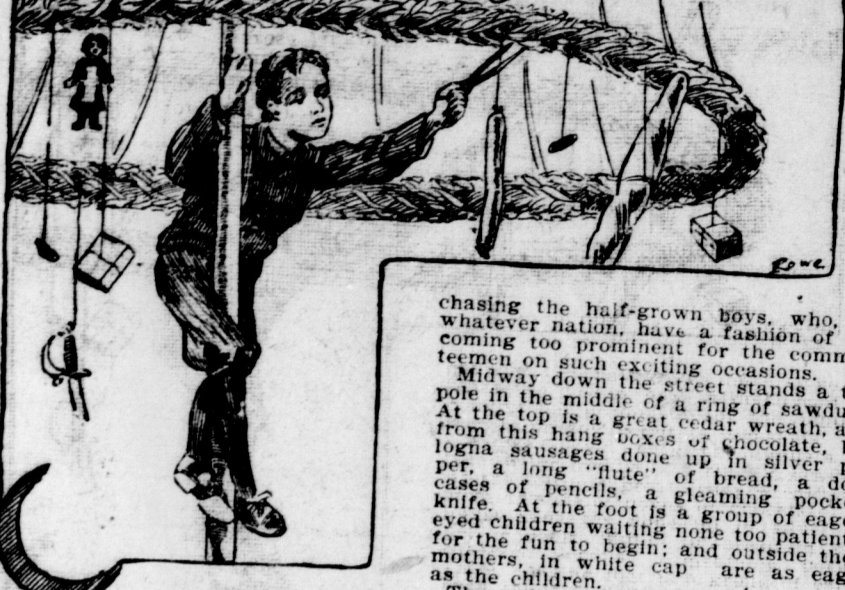 Rowe
chasing the half-grown boys, who,
whatever nation, have a fashion of
coming too prominent for the comm
teemen on such exciting occasions.
Midway down the street stands a t
pole in the middle of a ring of sawdu
At the top is a great cedar wreath, a
from this hang boxes of chocolate,
logna sausages done up in silver p
per, a long "flute" of bread, a do
cases of pencils, a gleaming pock
knife. At the foot is a group of eag
eyed children waiting none too patient
for the fun to begin; and outside the
mothers, in white cap are as eag
as the children.